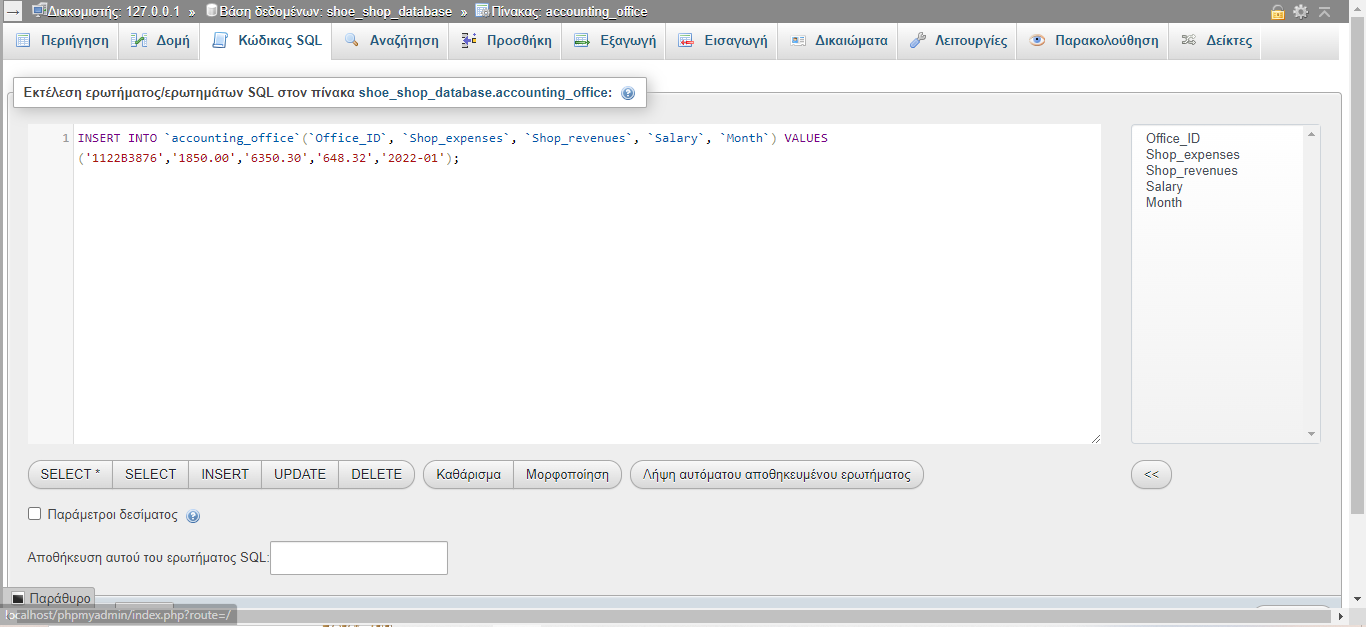 Διακομιστής: 127.0.0.1 » Βάση δεδομένων: shoe_shop_database » Πίνακας: accounting_office
Περιήγηση Δομή Κώδικας SQL Αναζήτηση Προσθήκη Εξαγωγή Εισαγωγή Δικαιώματα Λειτουργίες Παρακολούθηση Δείκτες
Εκτέλεση ερωτήματος/ερωτημάτων SQL στον πίνακα shoe_shop_database.accounting_office:
1 INSERT INTO `accounting_office`(`Office_ID`, `Shop_expenses`, `Shop_revenues`, `Salary`, `Month`) VALUES
('1122B3876','1850.00','6350.30','648.32','2022-01');
Office_ID
Shop_expenses
Shop_revenues
Salary
Month
SELECT * SELECT INSERT UPDATE DELETE Καθάρισμα Μορφοποίηση Λήψη αυτόματου αποθηκευμένου ερωτήματος <<
Παράμετροι δεσίματος
Αποθήκευση αυτού του ερωτήματος SQL:
Παράθυρο
localhost/phpmyadmin/index.php?route=/